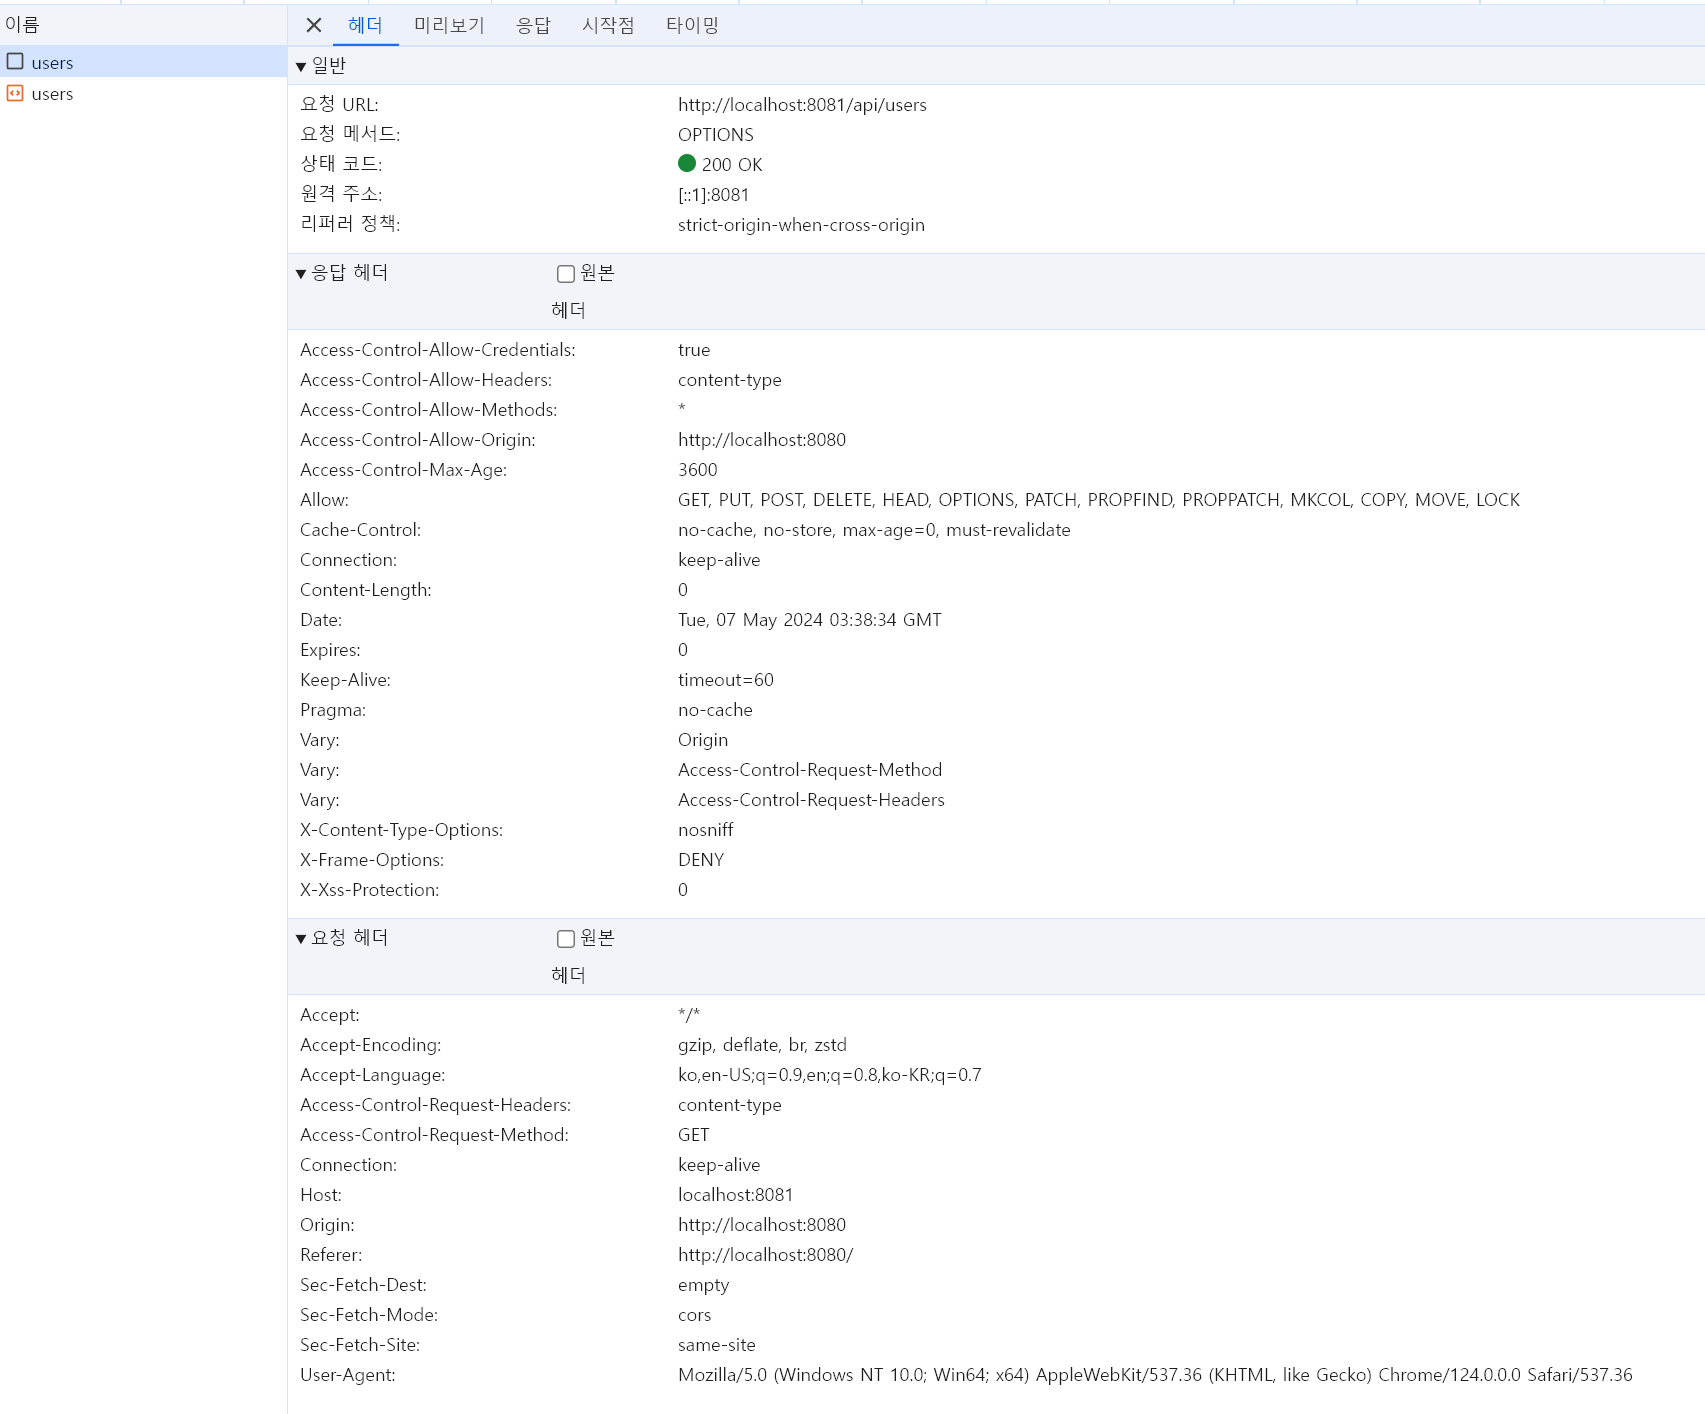 이름
users
users
헤더 미리보기 응답 시작점 타이밍
일반
요청 URL: http://localhost:8081/api/users
요청 메서드: OPTIONS
상태 코드: 200 OK
원격 주소: [::1]:8081
리퍼러 정책: strict-origin-when-cross-origin
응답 헤더 원본
헤더
Access-Control-Allow-Credentials: true
Access-Control-Allow-Headers: content-type
Access-Control-Allow-Methods: *
Access-Control-Allow-Origin: http://localhost:8080
Access-Control-Max-Age: 3600
Allow: GET, PUT, POST, DELETE, HEAD, OPTIONS, PATCH, PROPFIND, PROPPATCH, MKCOL, COPY, MOVE, LOCK
Cache-Control: no-cache, no-store, max-age=0, must-revalidate
Connection: keep-alive
Content-Length: 0
Date: Tue, 07 May 2024 03:38:34 GMT
Expires: 0
Keep-Alive: timeout=60
Pragma: no-cache
Vary: Origin
Vary: Access-Control-Request-Method
Vary: Access-Control-Request-Headers
X-Content-Type-Options: nosniff
X-Frame-Options: DENY
X-Xss-Protection: 0
요청 헤더 원본
헤더
Accept: */*
Accept-Encoding: gzip, deflate, br, zstd
Accept-Language: ko,en-US;q=0.9,en;q=0.8,ko-KR;q=0.7
Access-Control-Request-Headers: content-type
Access-Control-Request-Method: GET
Connection: keep-alive
Host: localhost:8081
Origin: http://localhost:8080
Referer: http://localhost:8080/
Sec-Fetch-Dest: empty
Sec-Fetch-Mode: cors
Sec-Fetch-Site: same-site
User-Agent: Mozilla/5.0 (Windows NT 10.0; Win64; x64) AppleWebKit/537.36 (KHTML, like Gecko) Chrome/124.0.0.0 Safari/537.36